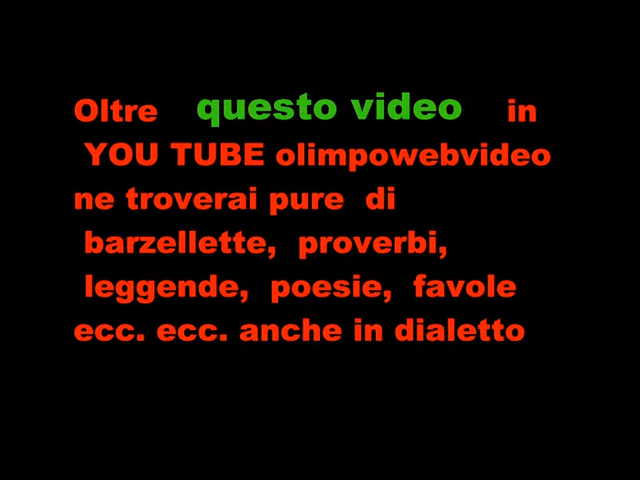 Oltre questo video in
YOU TUBE olimpowebvideo
ne troverai pure di
barzellette, proverbi,
leggende, poesie, favole
ecc. ecc. anche in dialetto